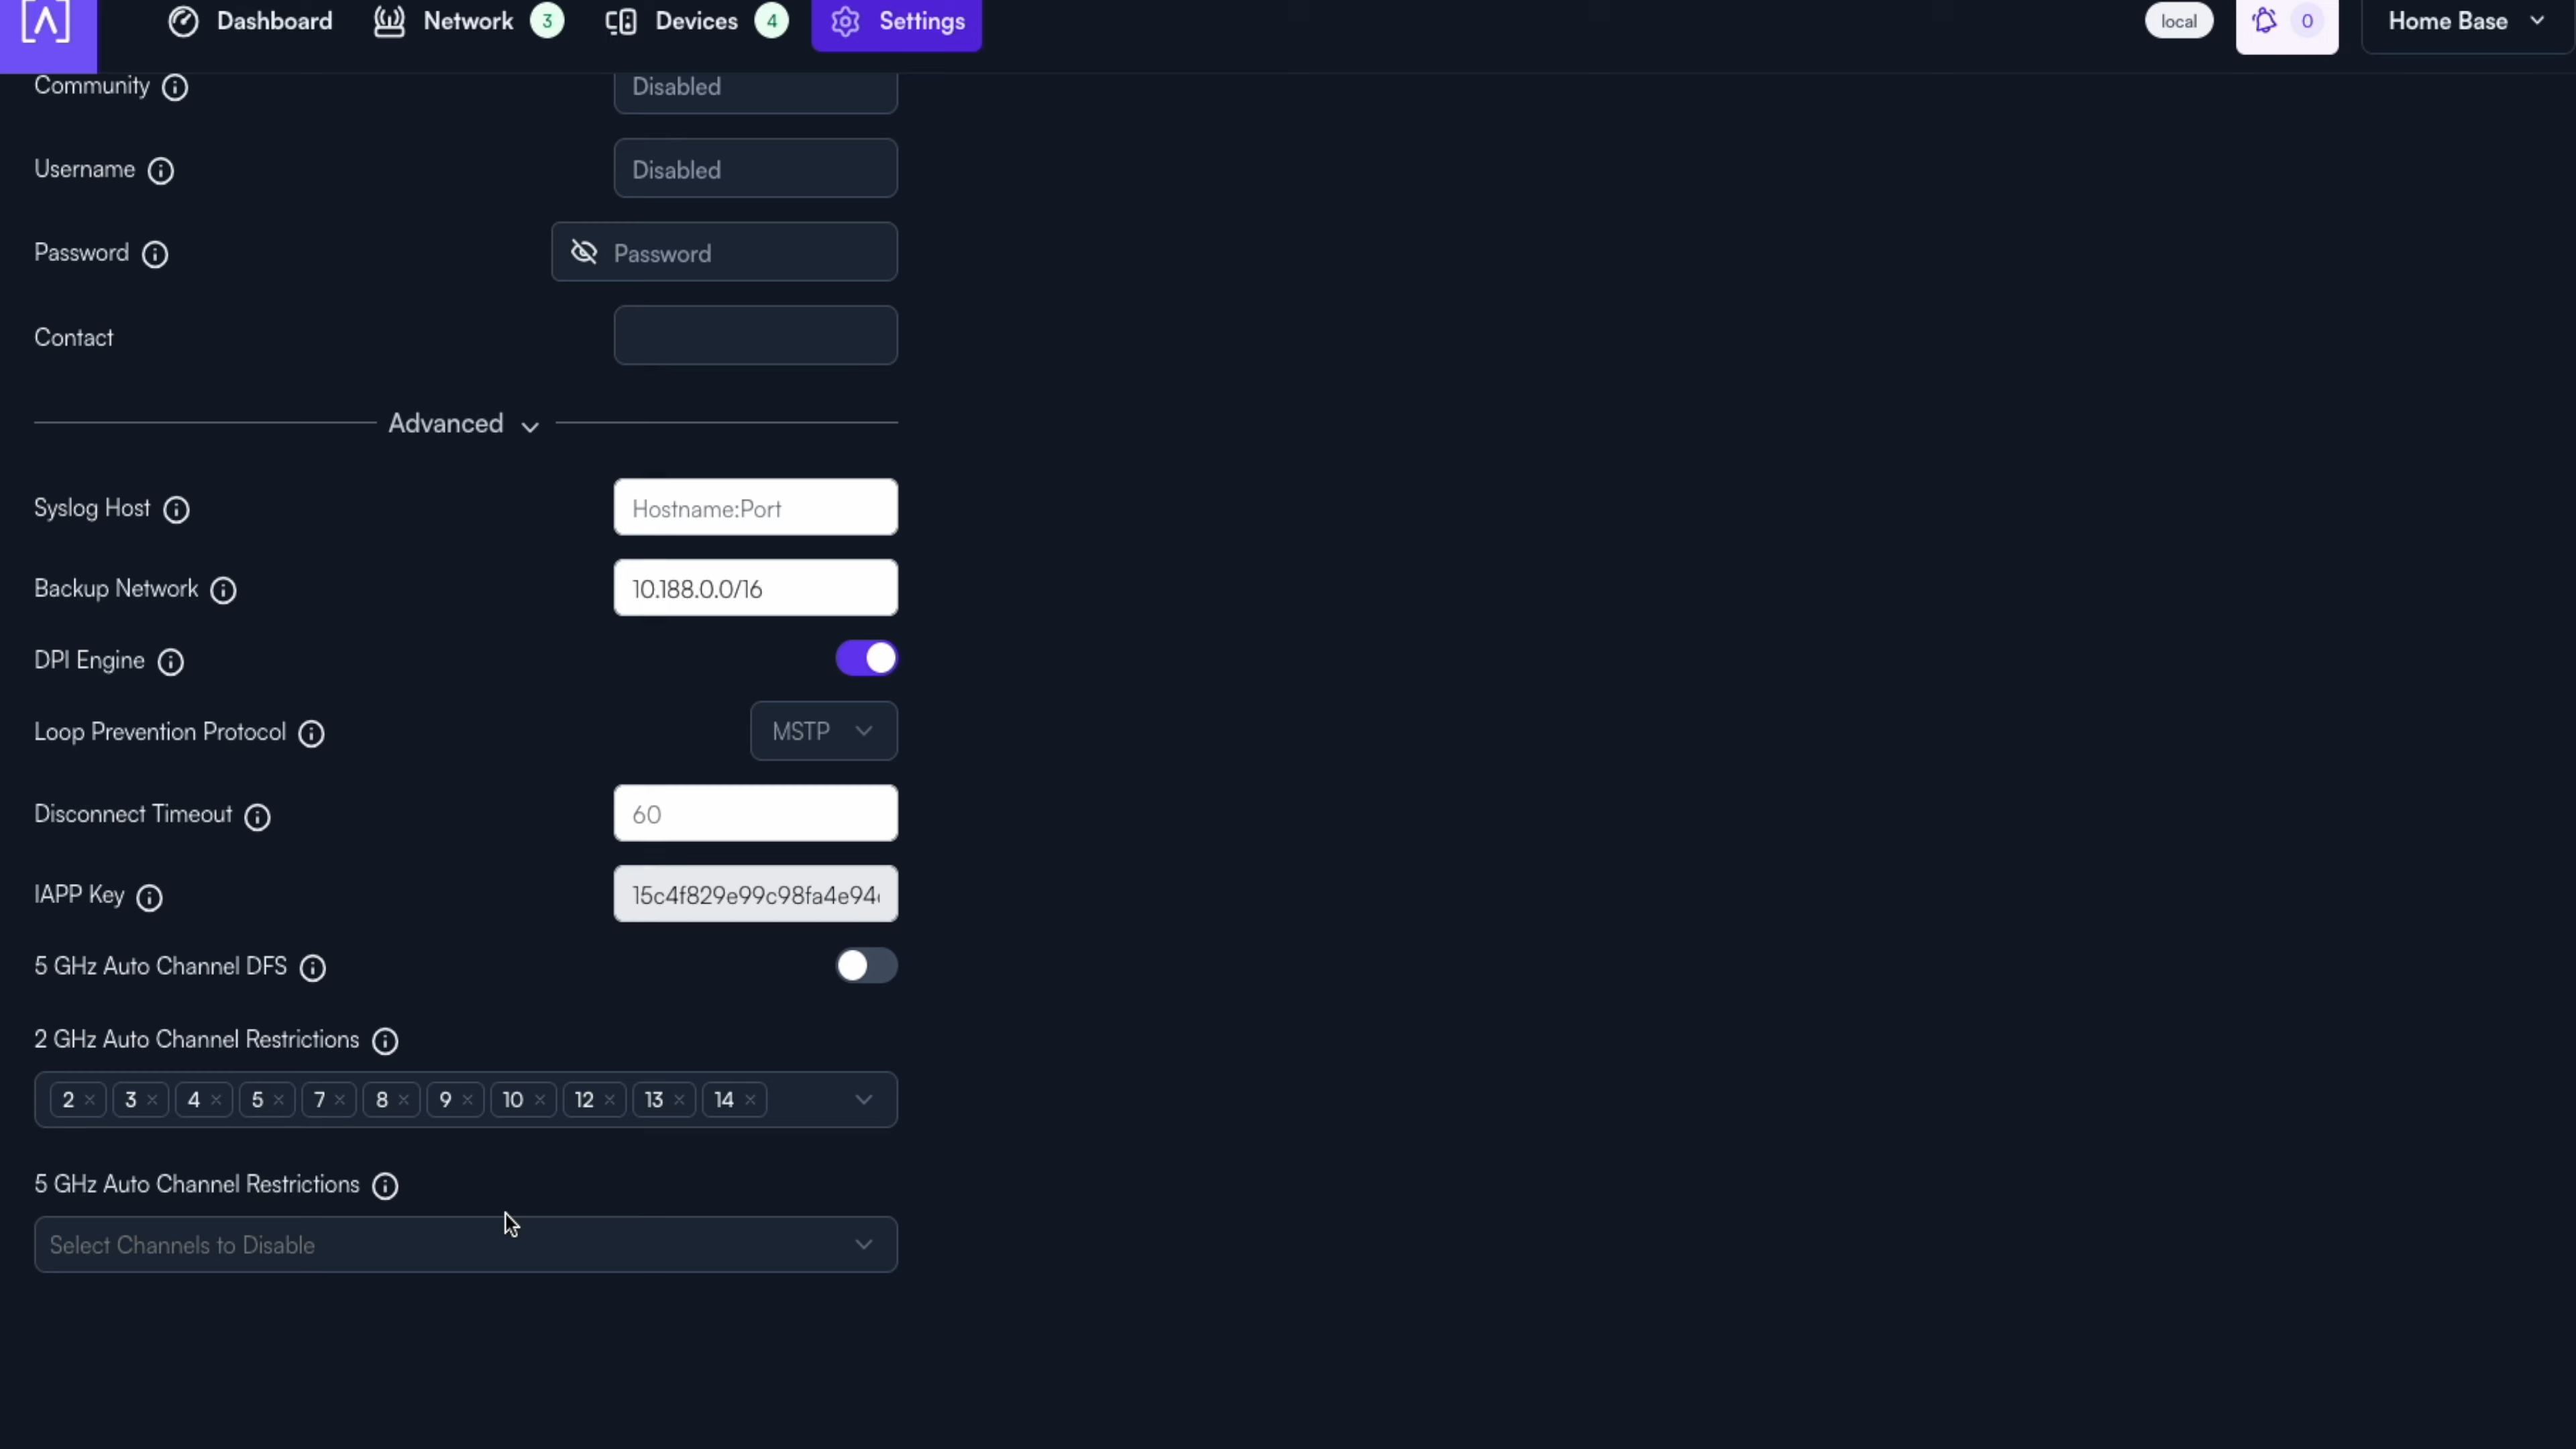 Dashboard Network 3 Devices 4 Settings local 0 Home Base
Community Disabled
Username Disabled
Password Password
Contact
Advanced
Syslog Host Hostname:Port
Backup Network 10.188.0.0/16
DPI Engine
Loop Prevention Protocol MSTP
Disconnect Timeout 60
IAPP Key 15c4f829e99c98fa4e94
5 GHz Auto Channel DFS
2 GHz Auto Channel Restrictions
2 × 3 × 4 × 5 × 7 × 8 × 9 × 10 × 12 × 13 × 14 ×
5 GHz Auto Channel Restrictions
Select Channels to Disable